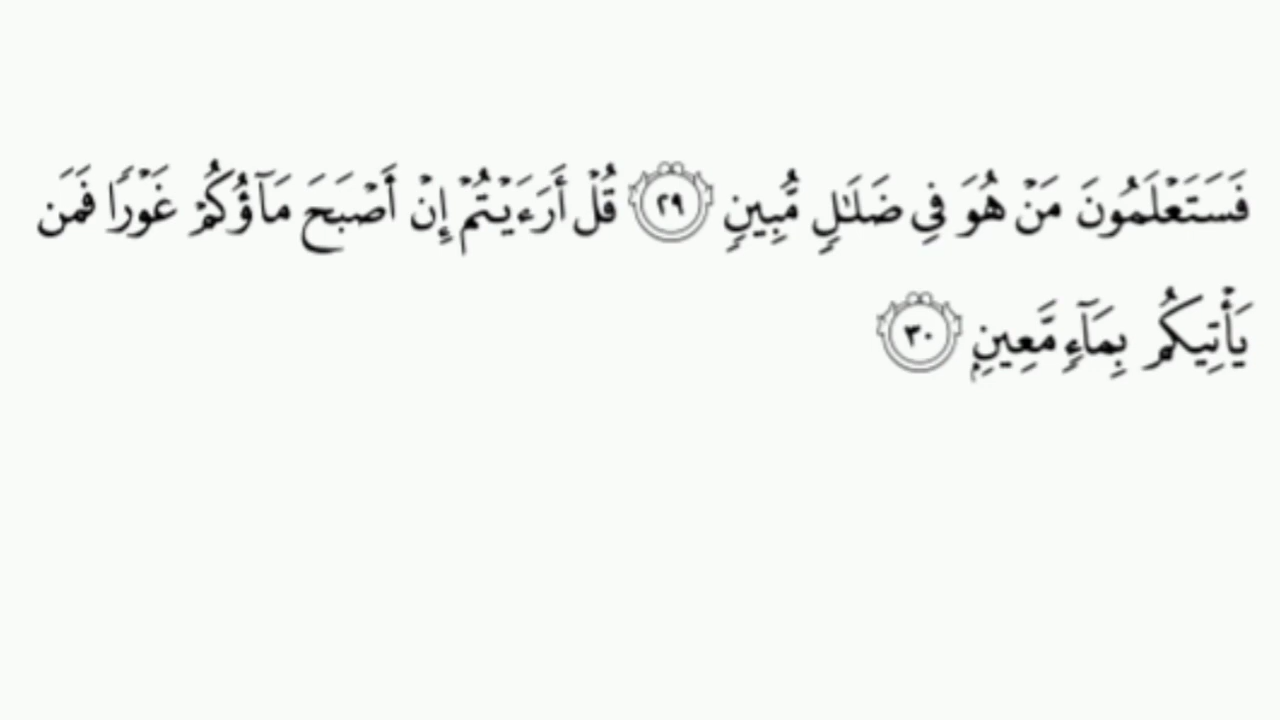 فَسَتَعْلَمُونَ مَنْ هُوَ فِي ضَلَٰلٍ مُّبِينٍ ٢٩ قُلْ أَرَءَيْتُمْ إِنْ أَصْبَحَ مَآؤُكُمْ غَوْرًا فَمَن
يَأْتِيكُم بِمَآءٍ مَّعِينٍۭ ٣٠